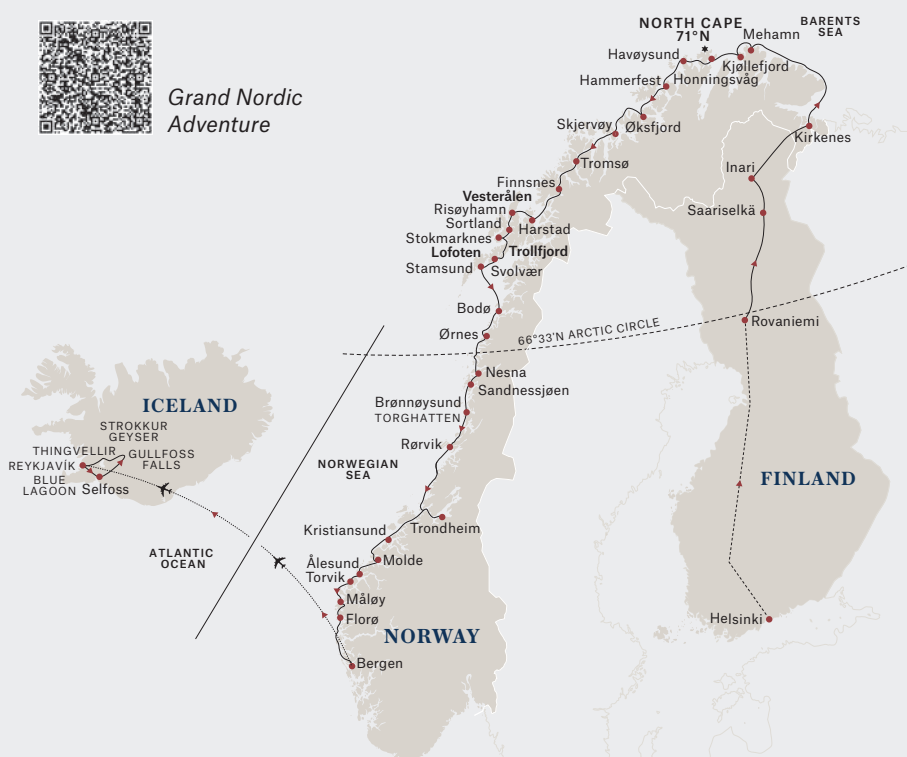 Grand Nordic
Adventure
NORTH CAPE
71°N
BARENTS
SEA
Mehamn
Havøysund
Kjøllefjord
Hammerfest
Honningsvåg
Skjervøy
Øksfjord
Kirkenes
Tromsø
Inari
Finnsnes
Vesterålen
Risøyhamn
Saariselkä
Sortland
Harstad
Stokmarknes
Lofoten
Trollfjord
Stamsund
Svolvær
Bodø
Rovaniemi
Ørnes
66°33'N ARCTIC CIRCLE
Nesna
Sandnessjøen
Brønnøysund
TORGHATTEN
ICELAND
STROKKUR
GEYSER
Rørvik
THINGVELLIR
GULLFOSS
FALLS
REYKJAVÍK
BLUE
LAGOON
Selfoss
NORWEGIAN
SEA
FINLAND
Kristiansund
Trondheim
ATLANTIC
OCEAN
Molde
Ålesund
Torvik
Måløy
Florø
Helsinki
NORWAY
Bergen